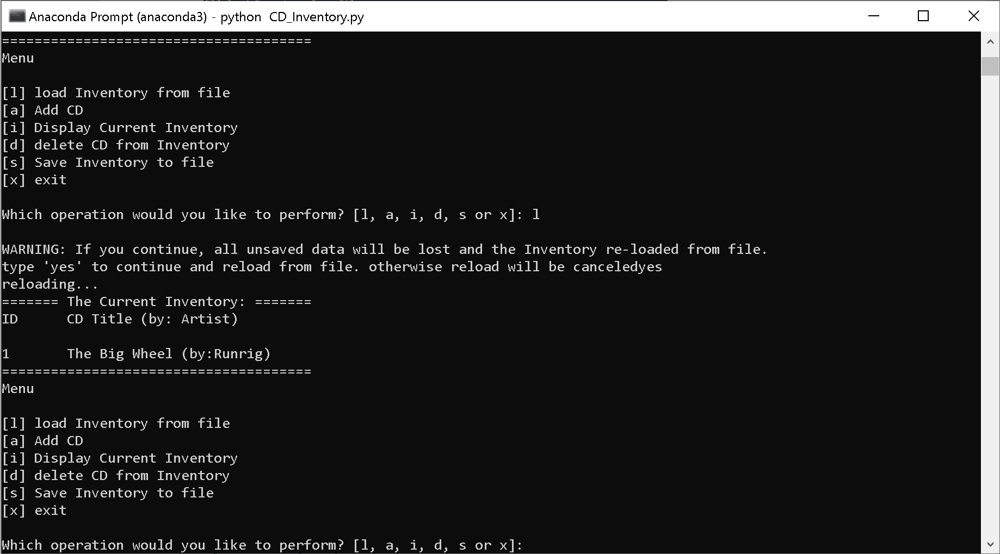 Anaconda Prompt (anaconda3) - python  CD_Inventory.py
======================================
Menu
[l] load Inventory from file
[a] Add CD
[i] Display Current Inventory
[d] delete CD from Inventory
[s] Save Inventory to file
[x] exit
Which operation would you like to perform? [l, a, i, d, s or x]: l
WARNING: If you continue, all unsaved data will be lost and the Inventory re-loaded from file.
type 'yes' to continue and reload from file. otherwise reload will be canceledyes
reloading...
======= The Current Inventory: =======
ID      CD Title (by: Artist)
1       The Big Wheel (by:Runrig)
======================================
Menu
[l] load Inventory from file
[a] Add CD
[i] Display Current Inventory
[d] delete CD from Inventory
[s] Save Inventory to file
[x] exit
Which operation would you like to perform? [l, a, i, d, s or x]: